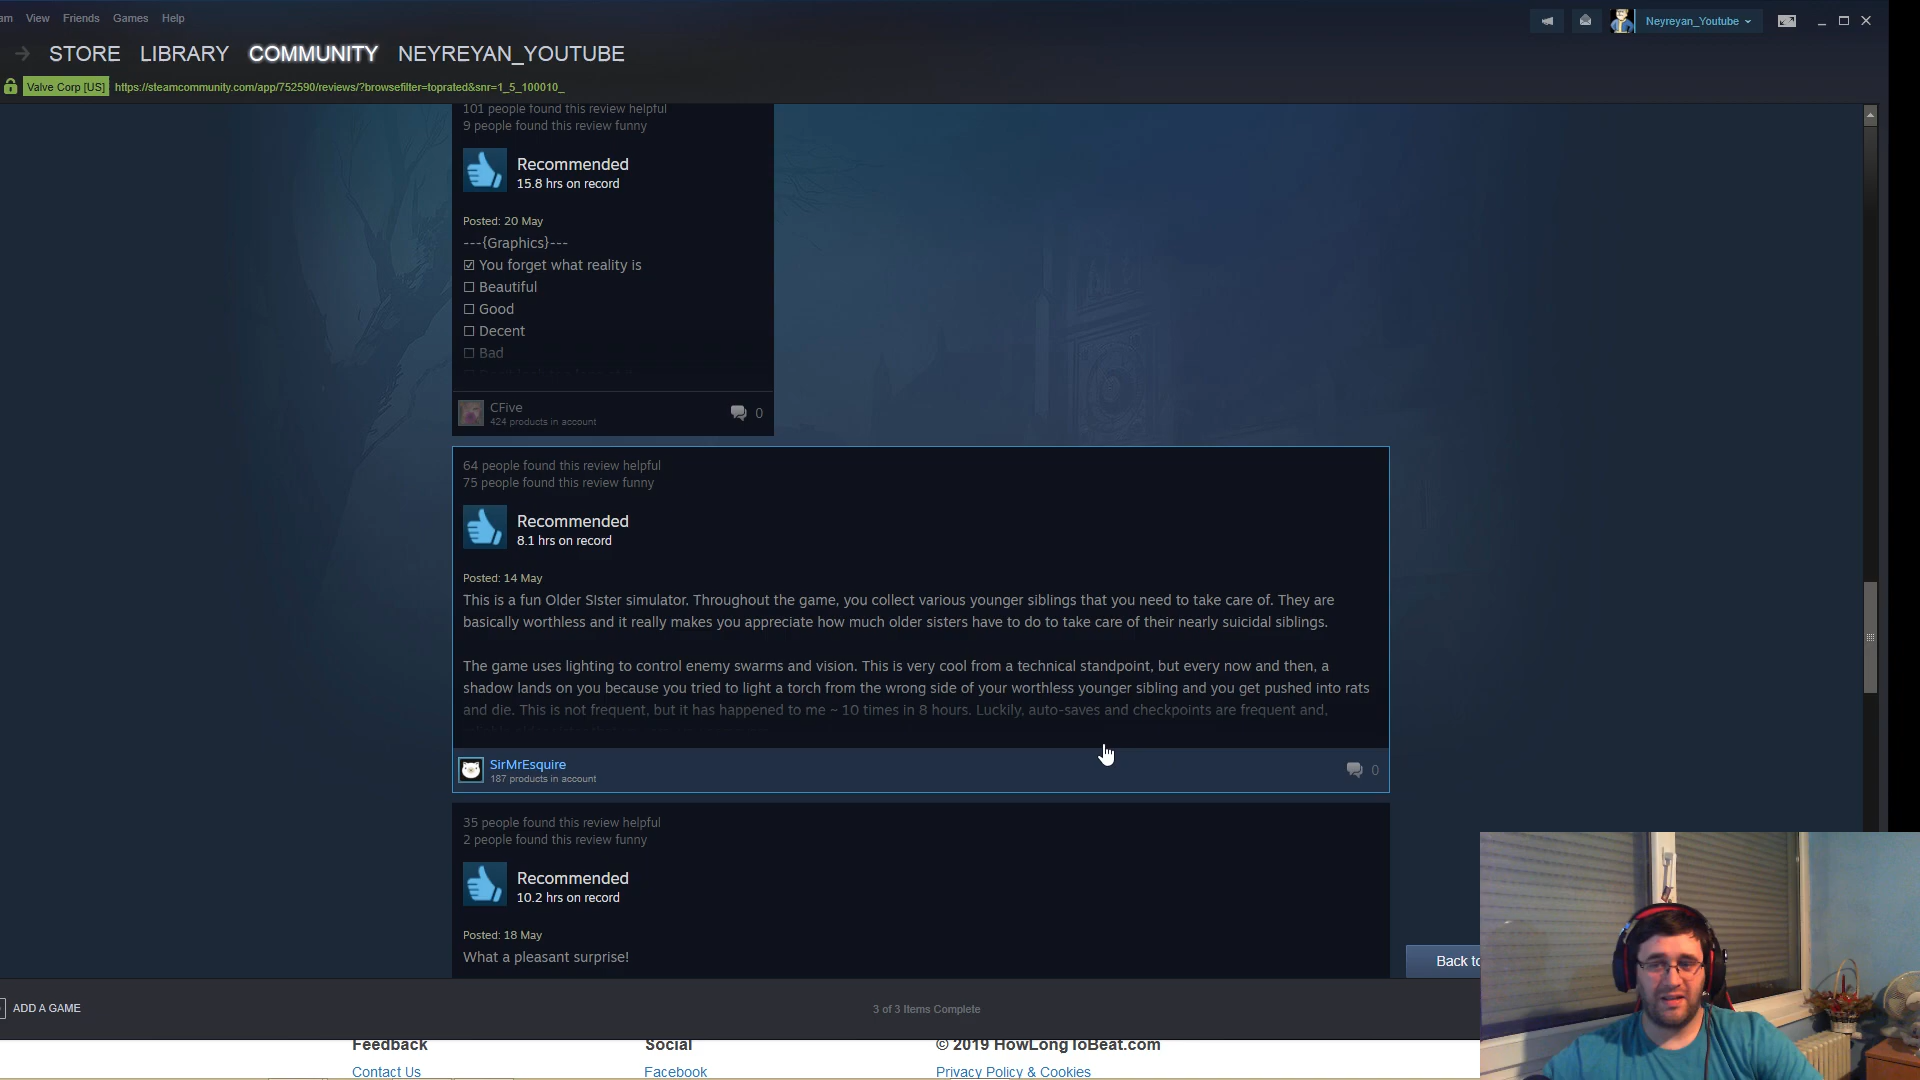 View Friends Games Help
Neyreyan_Youtube
STORE LIBRARY COMMUNITY NEYREYAN_YOUTUBE
Valve Corp [US] https://steamcommunity.com/app/752590/reviews/?browsefilter=toprated&snr=1_5_100010_
101 people found this review helpful
9 people found this review funny
Recommended
15.8 hrs on record
Posted: 20 May
---{Graphics}---
☑ You forget what reality is
☐ Beautiful
☐ Good
☐ Decent
☐ Bad
CFive
424 products in account
0
64 people found this review helpful
75 people found this review funny
Recommended
8.1 hrs on record
Posted: 14 May
This is a fun Older SIster simulator. Throughout the game, you collect various younger siblings that you need to take care of. They are
basically worthless and it really makes you appreciate how much older sisters have to do to take care of their nearly suicidal siblings.
The game uses lighting to control enemy swarms and vision. This is very cool from a technical standpoint, but every now and then, a
shadow lands on you because you tried to light a torch from the wrong side of your worthless younger sibling and you get pushed into rats
and die. This is not frequent, but it has happened to me ~ 10 times in 8 hours. Luckily, auto-saves and checkpoints are frequent and,
SirMrEsquire
187 products in account
0
35 people found this review helpful
2 people found this review funny
Recommended
10.2 hrs on record
Posted: 18 May
What a pleasant surprise!
Back to
ADD A GAME
3 of 3 Items Complete
Feedback Social © 2019 HowLongToBeat.com
Contact Us Facebook Privacy Policy & Cookies